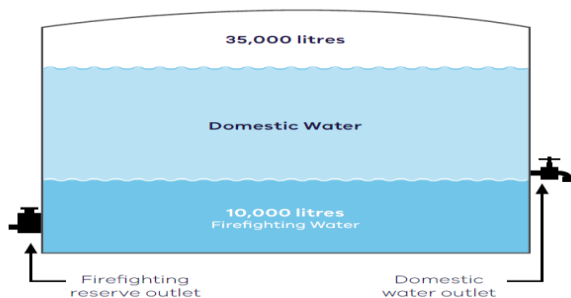 35,000 litres
Domestic Water
10,000 litres
Firefighting Water
Firefighting
reserve outlet
Domestic
water outlet